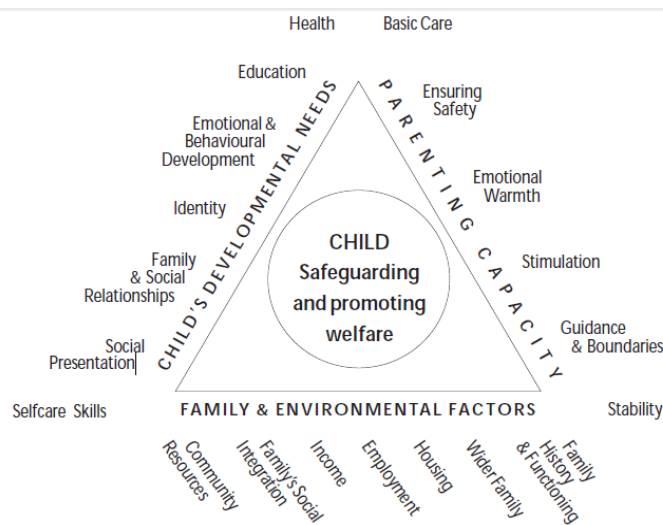 Health
Basic Care
Education
Ensuring
Safety
Emotional &
Behavioural
Development
Emotional
Warmth
Identity
Stimulation
Family
& Social
Relationships
Guidance
& Boundaries
Social
Presentation
Selfcare Skills
Stability
CHILD'S DEVELOPMENTAL NEEDS
PARENTING CAPACITY
CHILD
Safeguarding
and promoting
welfare
FAMILY & ENVIRONMENTAL FACTORS
Community
Resources
Family's Social
Integration
Income
Employment
Housing
Wider Family
Family
History
& Functioning